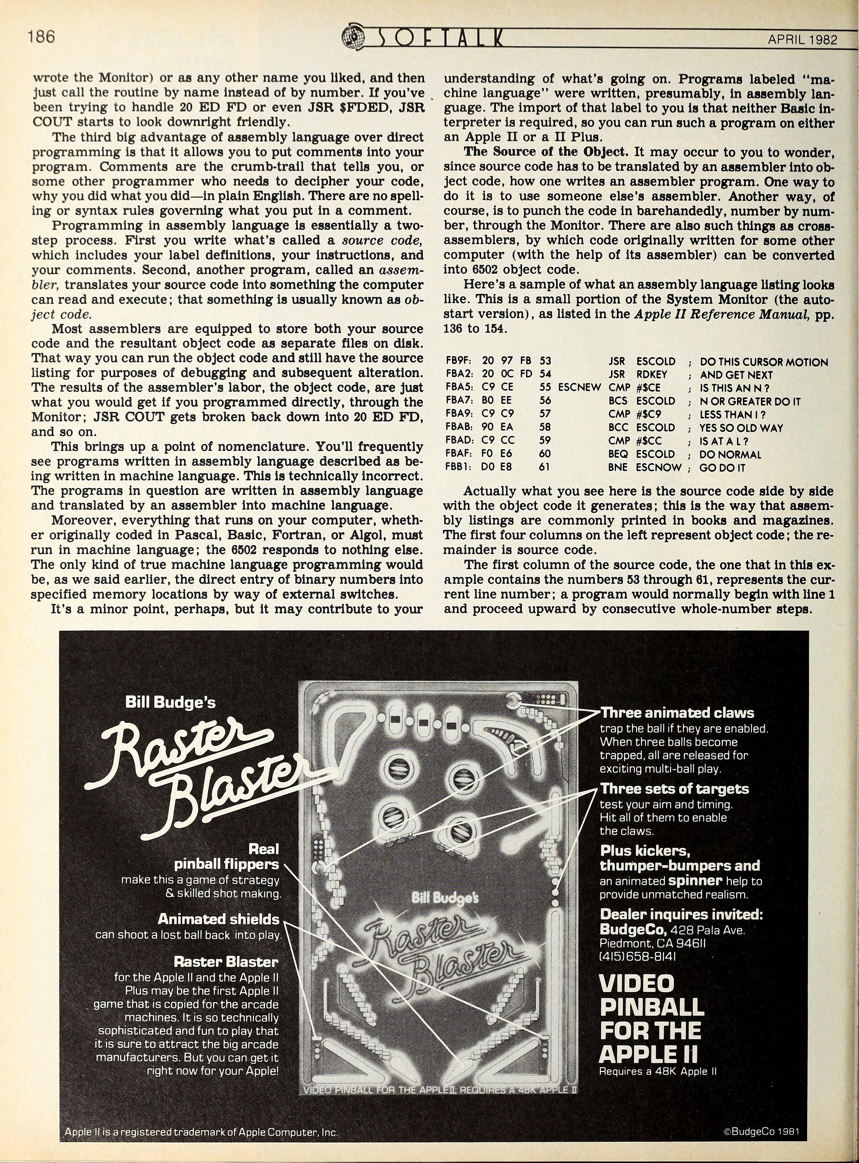 186
SOFTALK
APRIL 1982
wrote the Monitor) or as any other name you liked, and then
just call the routine by name instead of by number. If you've
been trying to handle 20 ED FD or even JSR $FDED, JSR
COUT starts to look downright friendly.
The third big advantage of assembly language over direct
programming is that it allows you to put comments into your
program. Comments are the crumb-trail that tells you, or
some other programmer who needs to decipher your code,
why you did what you did—in plain English. There are no spell-
ing or syntax rules governing what you put in a comment.
Programming in assembly language is essentially a two-
step process. First you write what's called a source code,
which includes your label definitions, your instructions, and
your comments. Second, another program, called an assem-
bler, translates your source code into something the computer
can read and execute; that something is usually known as ob-
ject code.
Most assemblers are equipped to store both your source
code and the resultant object code as separate files on disk.
That way you can run the object code and still have the source
listing for purposes of debugging and subsequent alteration.
The results of the assembler's labor, the object code, are just
what you would get if you programmed directly, through the
Monitor; JSR COUT gets broken back down into 20 ED FD,
and so on.
This brings up a point of nomenclature. You'll frequently
see programs written in assembly language described as be-
ing written in machine language. This is technically incorrect.
The programs in question are written in assembly language
and translated by an assembler into machine language.
Moreover, everything that runs on your computer, wheth-
er originally coded in Pascal, Basic, Fortran, or Algol, must
run in machine language; the 6502 responds to nothing else.
The only kind of true machine language programming would
be, as we said earlier, the direct entry of binary numbers into
specified memory locations by way of external switches.
It's a minor point, perhaps, but it may contribute to your
understanding of what's going on. Programs labeled "ma-
chine language" were written, presumably, in assembly lan-
guage. The import of that label to you is that neither Basic in-
terpreter is required, so you can run such a program on either
an Apple II or a II Plus.
The Source of the Object. It may occur to you to wonder,
since source code has to be translated by an assembler into ob-
ject code, how one writes an assembler program. One way to
do it is to use someone else's assembler. Another way, of
course, is to punch the code in barehandedly, number by num-
ber, through the Monitor. There are also such things as cross-
assemblers, by which code originally written for some other
computer (with the help of its assembler) can be converted
into 6502 object code.
Here's a sample of what an assembly language listing looks
like. This is a small portion of the System Monitor (the auto-
start version), as listed in the Apple II Reference Manual, pp.
136 to 154.
FB9F: 20 97 FB 53 JSR ESCOLD ; DO THIS CURSOR MOTION
FBA2: 20 0C FD 54 JSR RDKEY ; AND GET NEXT
FBA5: C9 CE 55 ESCNEW CMP #$CE ; IS THIS AN N ?
FBA7: B0 EE 56 BCS ESCOLD ; N OR GREATER DO IT
FBA9: C9 C9 57 CMP #$C9 ; LESS THAN I ?
FBAB: 90 EA 58 BCC ESCOLD ; YES SO OLD WAY
FBAD: C9 CC 59 CMP #$CC ; IS AT A L ?
FBAF: F0 E6 60 BEQ ESCOLD ; DO NORMAL
FBB1: D0 E8 61 BNE ESCNOW ; GO DO IT
Actually what you see here is the source code side by side
with the object code it generates; this is the way that assem-
bly listings are commonly printed in books and magazines.
The first four columns on the left represent object code; the re-
mainder is source code.
The first column of the source code, the one that in this ex-
ample contains the numbers 53 through 61, represents the cur-
rent line number; a program would normally begin with line 1
and proceed upward by consecutive whole-number steps.
Bill Budge's
Raster
Blaster
Real
pinball flippers
make this a game of strategy
& skilled shot making.
Animated shields
can shoot a lost ball back into play.
Raster Blaster
for the Apple II and the Apple II
Plus may be the first Apple II
game that is copied for the arcade
machines. It is so technically
sophisticated and fun to play that
it is sure to attract the big arcade
manufacturers. But you can get it
right now for your Apple!
Bill Budge's
Raster
Blaster
VIDEO PINBALL FOR THE APPLE II. REQUIRES A 48K APPLE II
Three animated claws
trap the ball if they are enabled.
When three balls become
trapped, all are released for
exciting multi-ball play.
Three sets of targets
test your aim and timing.
Hit all of them to enable
the claws.
Plus kickers,
thumper-bumpers and
an animated spinner help to
provide unmatched realism.
Dealer inquires invited:
BudgeCo, 428 Pala Ave.
Piedmont, CA 94611
(415)658-8141
VIDEO
PINBALL
FOR THE
APPLE II
Requires a 48K Apple II
Apple II is a registered trademark of Apple Computer, Inc.
©BudgeCo 1981